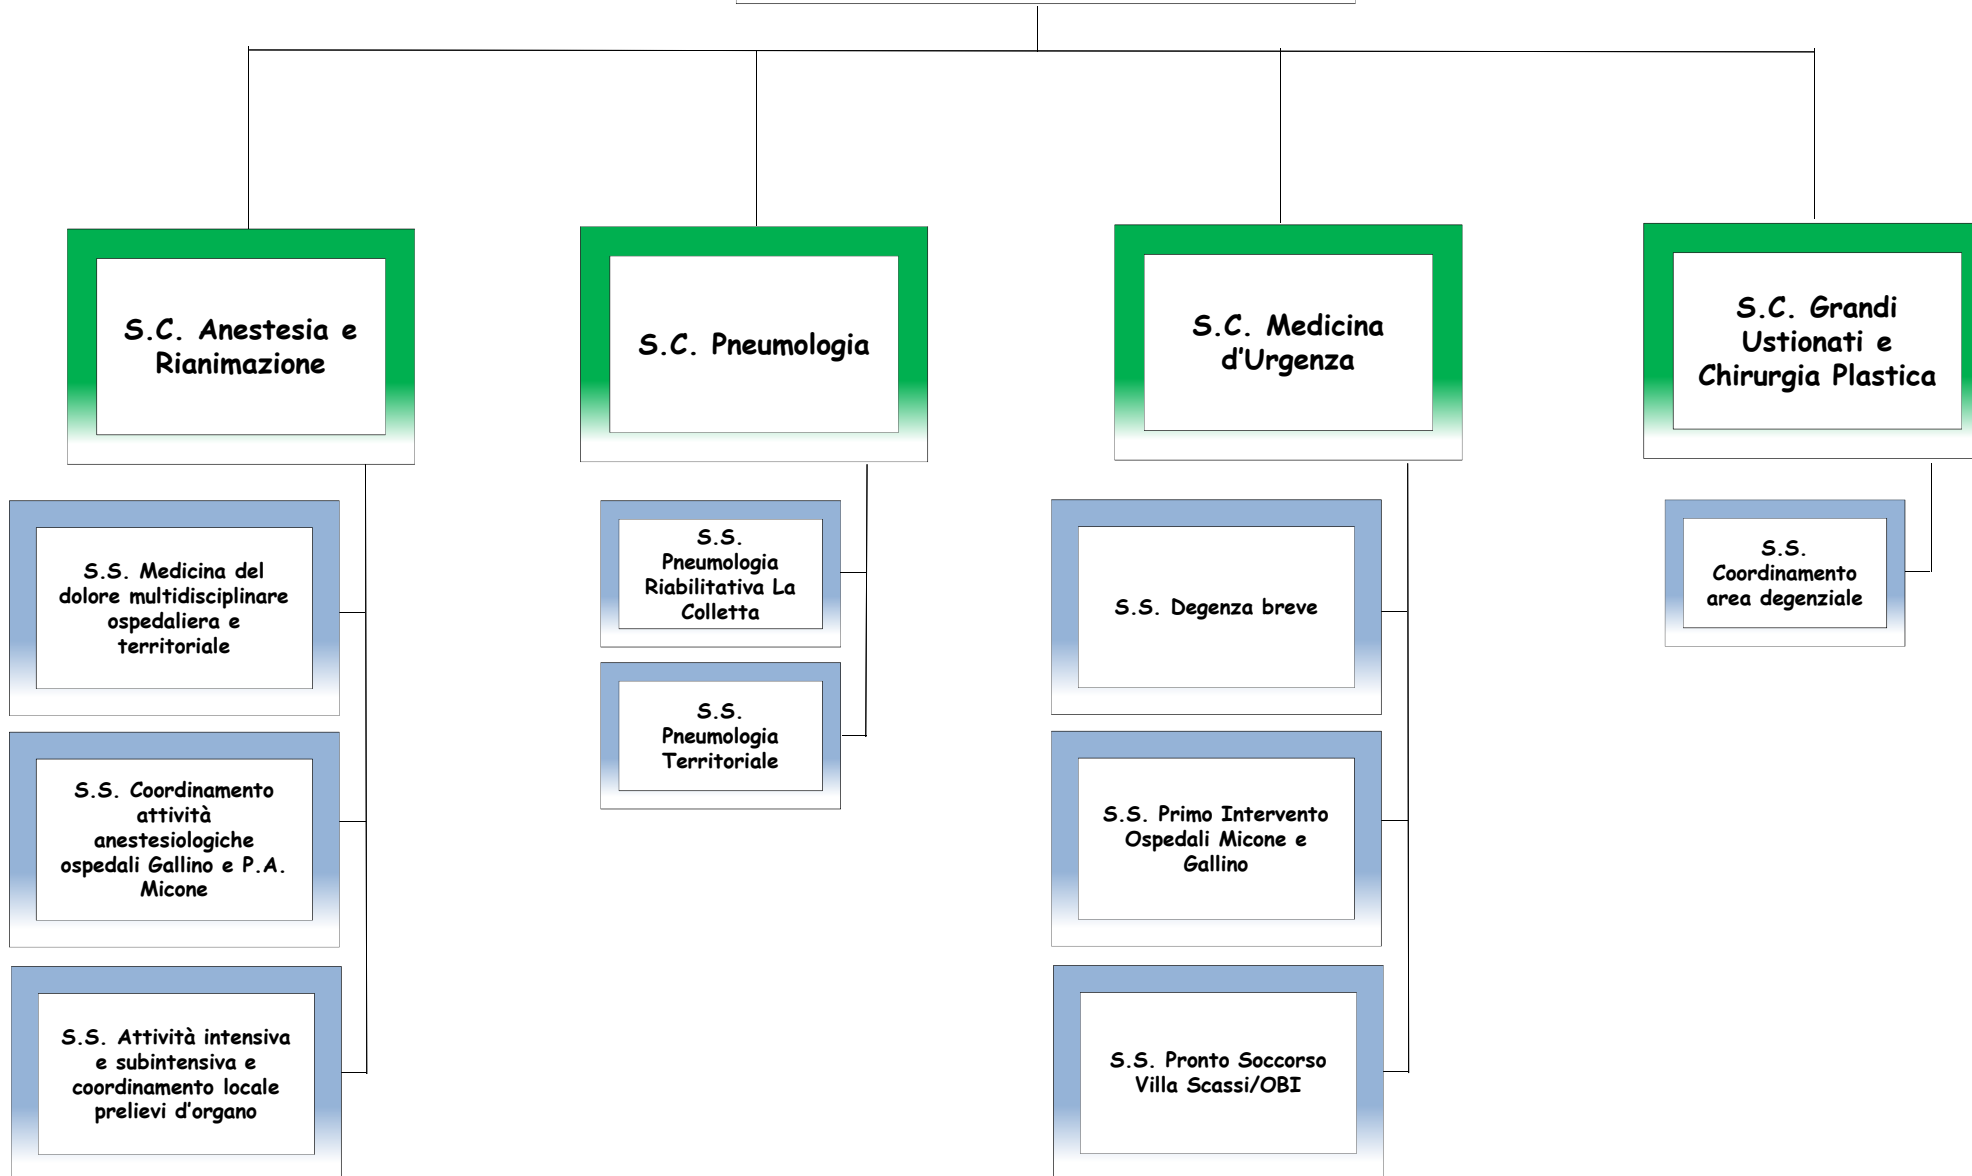 S.C. Anestesia e
Rianimazione
S.C. Pneumologia
S.C. Medicina
d'Urgenza
S.C. Grandi
Ustionati e
Chirurgia Plastica
S.S. Medicina del
dolore multidisciplinare
ospedaliera e
territoriale
S.S. Coordinamento
attività
anestesiologiche
ospedali Gallino e P.A.
Micone
S.S. Attività intensiva
e subintensiva e
coordinamento locale
prelievi d'organo
S.S.
Pneumologia
Riabilitativa La
Colletta
S.S.
Pneumologia
Territoriale
S.S. Degenza breve
S.S. Primo Intervento
Ospedali Micone e
Gallino
S.S. Pronto Soccorso
Villa Scassi/OBI
S.S.
Coordinamento
area degenziale